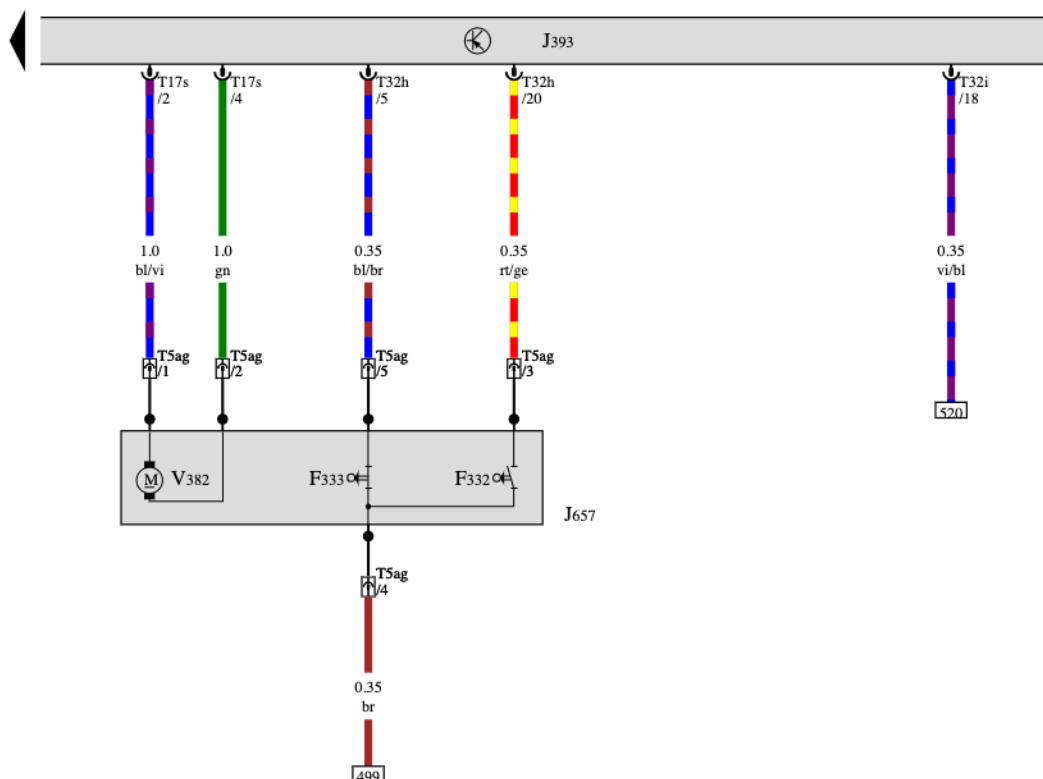 J393
T17s
/2
T17s
/4
T32h
/5
T32h
/20
T32i
/18
1.0
bl/vi
1.0
gn
0.35
bl/br
0.35
rt/ge
0.35
vi/bl
T5ag
/1
T5ag
/2
T5ag
/5
T5ag
/3
520
M
V382
F333
F332
J657
T5ag
/4
0.35
br
499